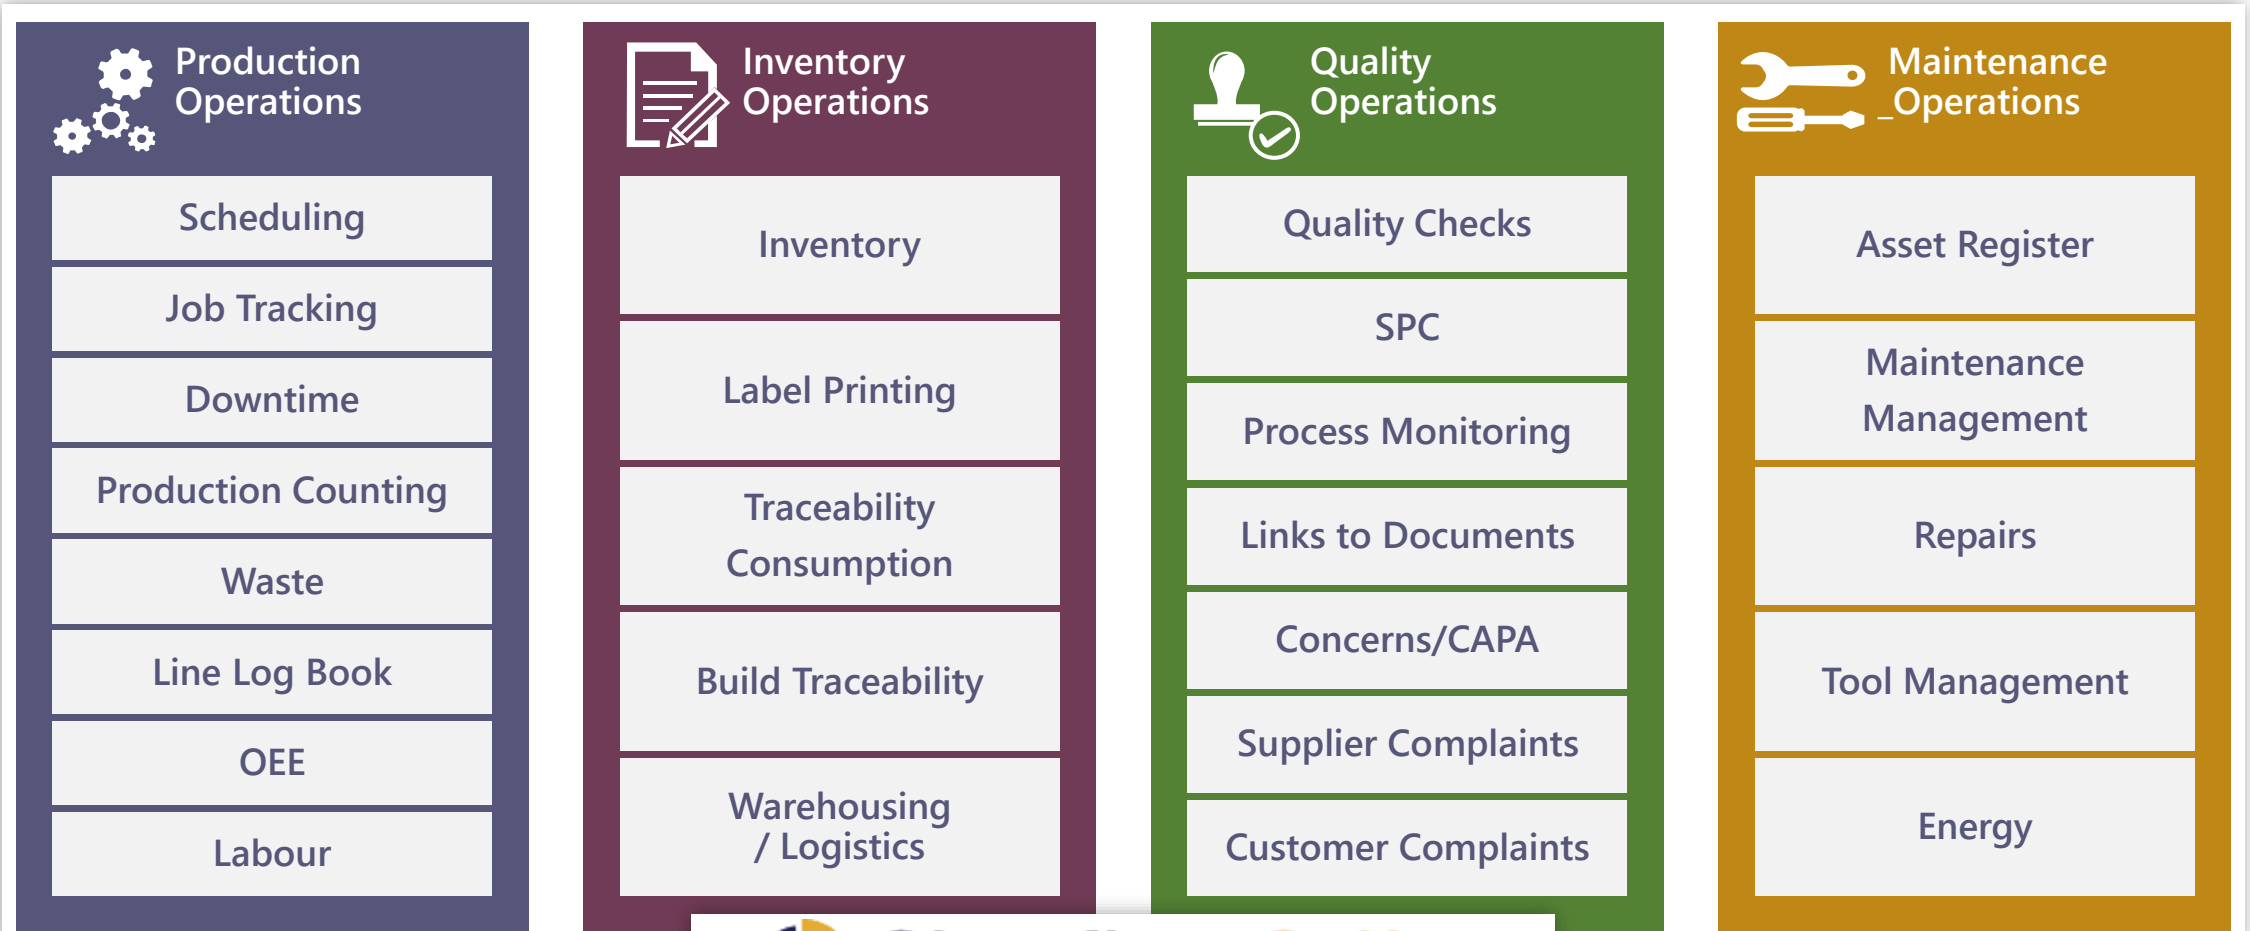 Production
Operations
Scheduling
Job Tracking
Downtime
Production Counting
Waste
Line Log Book
OEE
Labour
Inventory
Operations
Inventory
Label Printing
Traceability
Consumption
Build Traceability
Warehousing
/ Logistics
Quality
Operations
Quality Checks
SPC
Process Monitoring
Links to Documents
Concerns/CAPA
Supplier Complaints
Customer Complaints
Maintenance
_Operations
Asset Register
Maintenance
Management
Repairs
Tool Management
Energy